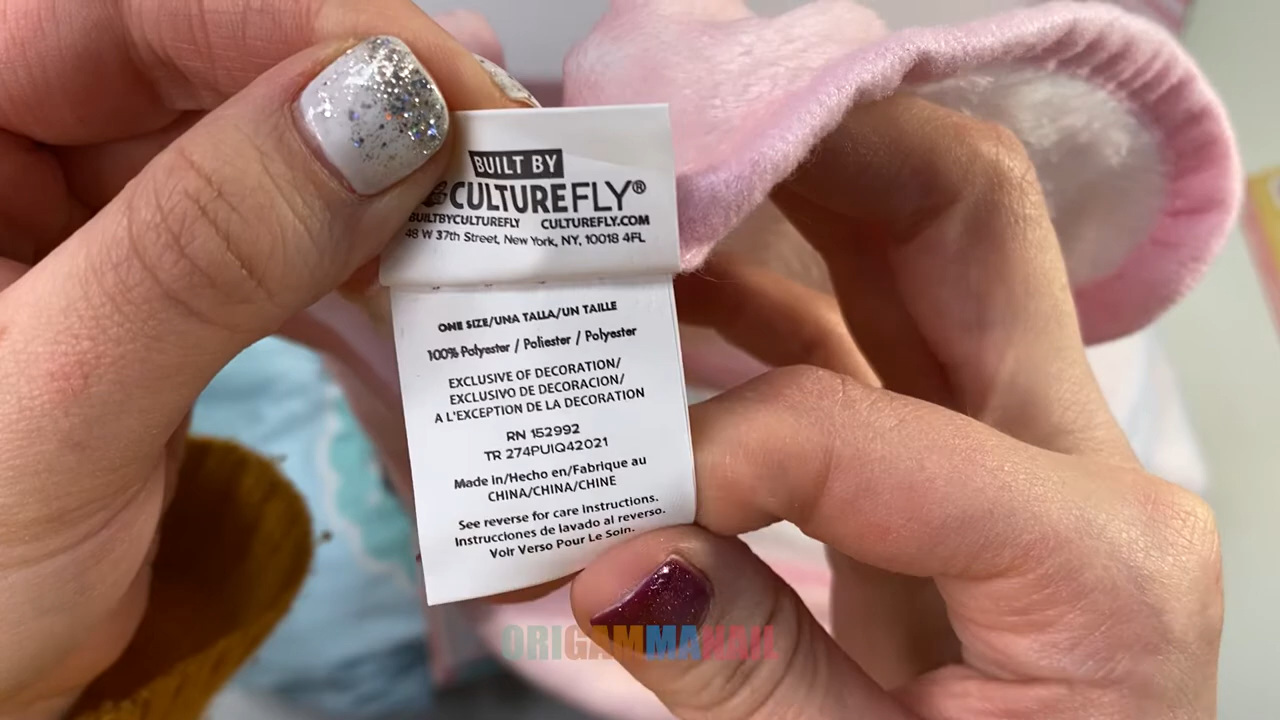 BUILT BY
CULTUREFLY®
BUILTBYCULTUREFLY CULTUREFLY.COM
48 W 37th Street, New York, NY, 10018 4FL
ONE SIZE/UNA TALLA/UN TAILLE
100% Polyester / Poliester / Polyester
EXCLUSIVE OF DECORATION/
EXCLUSIVO DE DECORACION/
A L'EXCEPTION DE LA DECORATION
RN 152992
TR 274PUIQ42021
Made in/Hecho en/Fabrique au
CHINA/CHINA/CHINE
See reverse for care instructions.
Instrucciones de lavado al reverso.
Voir Verso Pour Le Soin.
ORIGAMMANAIL